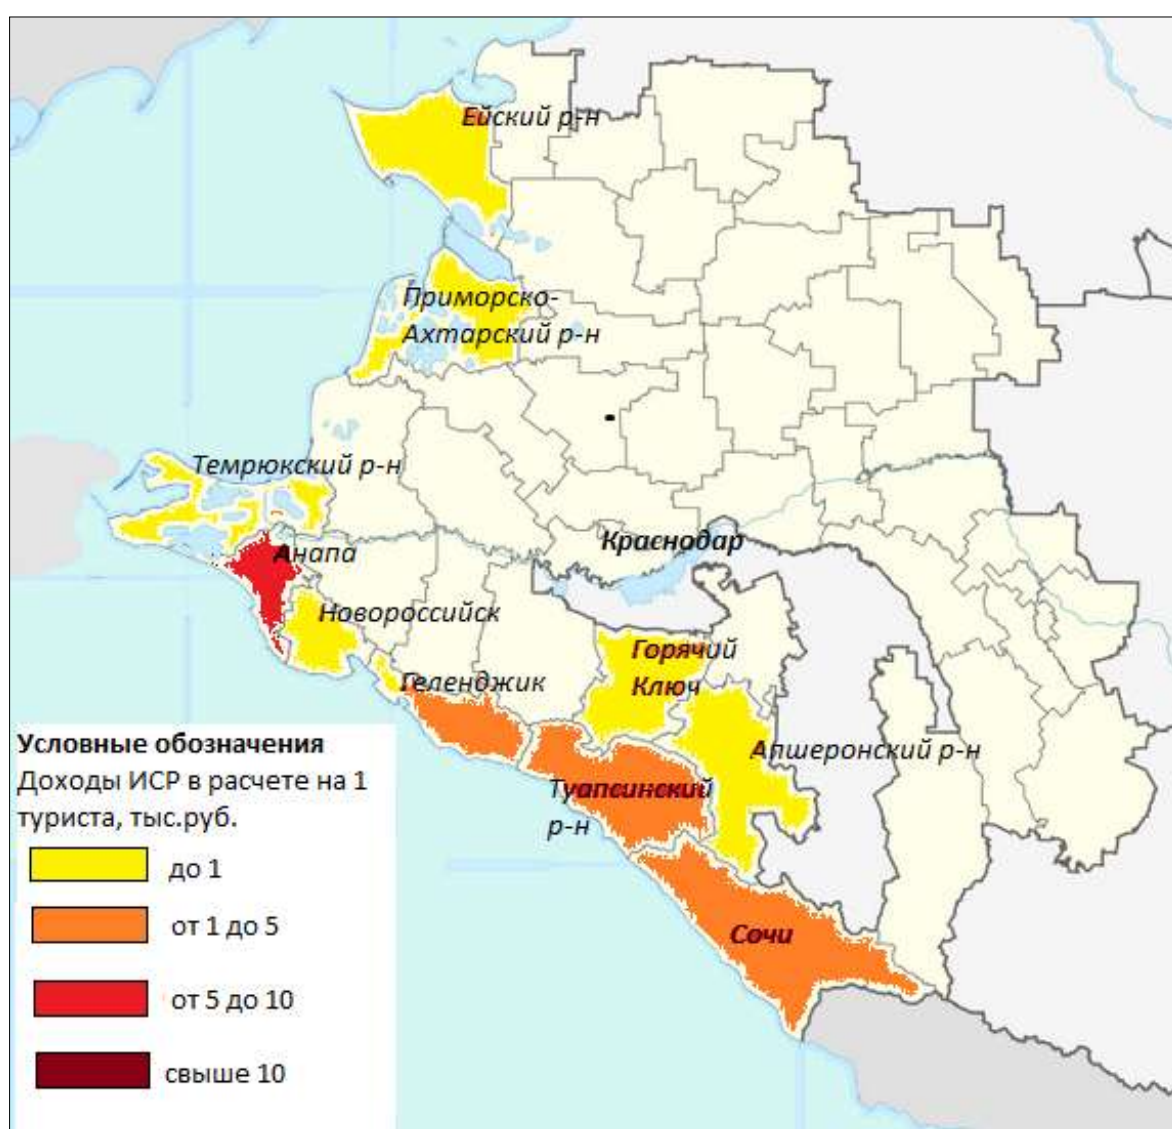 Ейский р-н
Приморско-
Ахтарский р-н
Темрюкский р-н
Анапа
Краснодар
Новороссийск
Горячий
Ключ
Геленджик
Апшеронский р-н
Туапсинский
р-н
Сочи
Условные обозначения
Доходы ИСР в расчете на 1
туриста, тыс.руб.
до 1
от 1 до 5
от 5 до 10
свыше 10